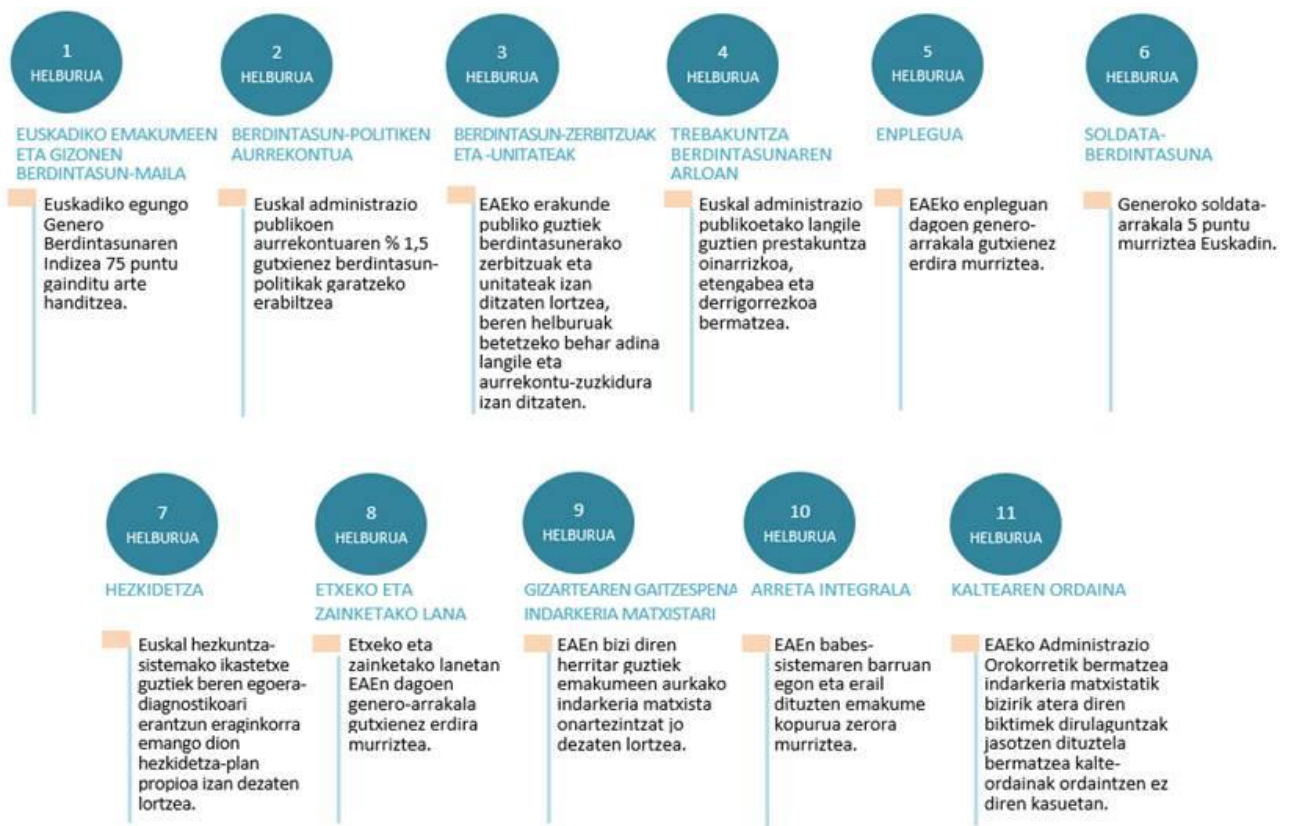 1
HELBURUA
EUSKADIKO EMAKUMEEN
ETA GIZONEN
BERDINTASUN-MAILA
Euskadiko egungo
Genero
Berdintasunaren
Indizea 75 puntu
gainditu arte
handitzea.
2
HELBURUA
BERDINTASUN-POLITIKEN
AURREKONTUA
Euskal administrazio
publikoen
aurrekontuaren % 1,5
gutxienez berdintasun-
politikak garatzeko
erabiltzea
3
HELBURUA
BERDINTASUN-ZERBITZUAK
ETA -UNITATEAK
EAEko erakunde
publiko guztiek
berdintasunerako
zerbitzuak eta
unitateak izan
ditzaten lortzea,
beren helburuak
betetzeko behar adina
langile eta
aurrekontu-zuzkidura
izan ditzaten.
4
HELBURUA
TREBAKUNTZA
BERDINTASUNAREN
ARLOAN
Euskal administrazio
publikoetako langile
guztien prestakuntza
oinarrizkoa,
etengabea eta
derrigorrezkoa
bermatzea.
5
HELBURUA
ENPLEGUA
EAEko enpleguan
dagoen genero-
arrakala gutxienez
erdira murriztea.
6
HELBURUA
SOLDATA-
BERDINTASUNA
Generoko soldata-
arrakala 5 puntu
murriztea Euskadin.
7
HELBURUA
HEZKIDETZA
Euskal hezkuntza-
sistemako ikastetxe
guztiek beren egoera-
diagnostikoari
erantzun eraginkorra
emango dion
hezkidetza-plan
propioa izan dezaten
lortzea.
8
HELBURUA
ETXEKO ETA
ZAINKETAKO LANA
Etxeko eta
zainketako lanetan
EAEn dagoen
genero-arrakala
gutxienez erdira
murriztea.
9
HELBURUA
GIZARTEAREN GAITZESPENA
INDARKERIA MATXISTARI
EAEn bizi diren
herritar guztiek
emakumeen aurkako
indarkeria matxista
onartezintzat jo
dezaten lortzea.
10
HELBURUA
ARRETA INTEGRALA
EAEn babes-
sistemaren barruan
egon eta erail
dituzten emakume
kopurua zerora
murriztea.
11
HELBURUA
KALTEAREN ORDAINA
EAEko Administrazio
Orokorretik bermatzea
indarkeria matxistatik
bizirik atera diren
biktimek dirulaguntzak
jasotzen dituztela
bermatzea kalte-
ordainak ordaintzen ez
diren kasuetan.